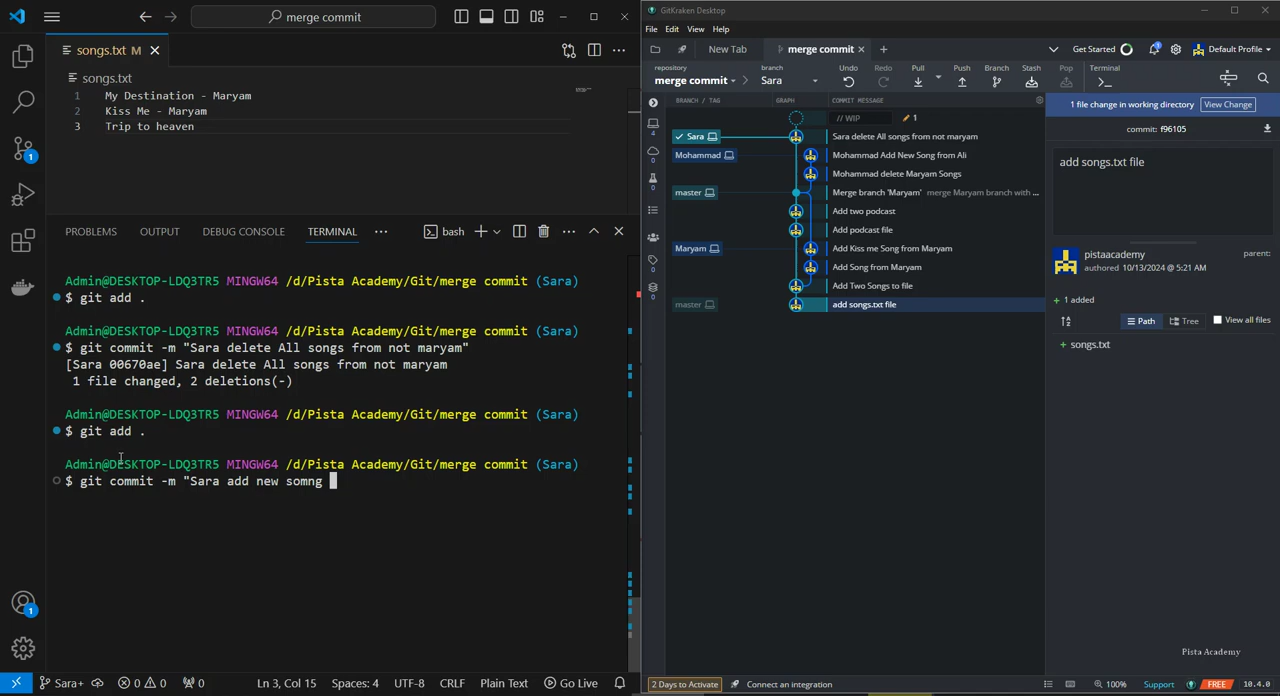 merge commit
songs.txt M
songs.txt
1 My Destination - Maryam
2 Kiss Me - Maryam
3 Trip to heaven
PROBLEMS OUTPUT DEBUG CONSOLE TERMINAL ... bash
Admin@DESKTOP-LDQ3TR5 MINGW64 /d/Pista Academy/Git/merge commit (Sara)
$ git add .
Admin@DESKTOP-LDQ3TR5 MINGW64 /d/Pista Academy/Git/merge commit (Sara)
$ git commit -m "Sara delete All songs from not maryam"
[Sara 00670ae] Sara delete All songs from not maryam
1 file changed, 2 deletions(-)
Admin@DESKTOP-LDQ3TR5 MINGW64 /d/Pista Academy/Git/merge commit (Sara)
$ git add .
Admin@DESKTOP-LDQ3TR5 MINGW64 /d/Pista Academy/Git/merge commit (Sara)
$ git commit -m "Sara add new somng
1
1
Sara+ 0 0 0 Ln 3, Col 15 Spaces: 4 UTF-8 CRLF Plain Text Go Live
GitKraken Desktop
File Edit View Help
New Tab merge commit Get Started 1 Default Profile
repository branch Undo Redo Pull Push Branch Stash Pop Terminal
merge commit Sara
BRANCH / TAG GRAPH COMMIT MESSAGE
4
0
0
0
0
// WIP 1
Sara Sara delete All songs from not maryam
Mohammad Mohammad Add New Song from Ali
Mohammad delete Maryam Songs
master Merge branch 'Maryam' merge Maryam branch with ...
Add two podcast
Add podcast file
Maryam Add Kiss me Song from Maryam
Add Song from Maryam
Add Two Songs to file
master add songs.txt file
1 file change in working directory View Change
commit: f96105
add songs.txt file
pistaacademy parent:
authored 10/13/2024 @ 5:21 AM
+ 1 added
Path Tree View all files
+ songs.txt
Pista Academy
2 Days to Activate Connect an integration 100% Support FREE 10.4.0